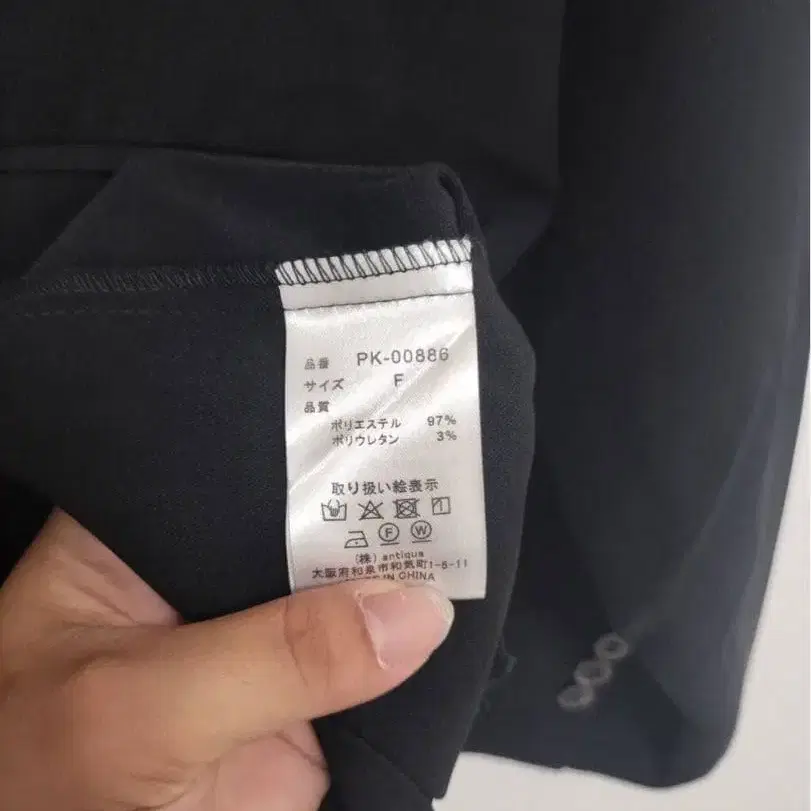 品番 PK-00886
サイズ F
品質
ポリエステル 97%
ポリウレタン 3%
取り扱い絵表示
F W
(株) antiqua
大阪府和泉市和気町1-6-11
IN CHINA